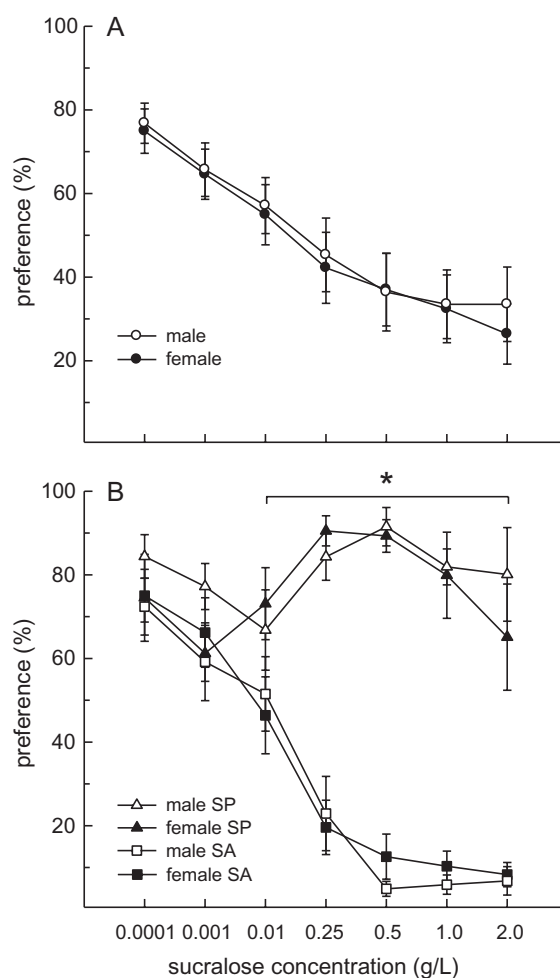 A
100
80
60
40
20
preference (%)
male
female
B
*
100
80
60
40
20
preference (%)
male SP
female SP
male SA
female SA
0.0001 0.001 0.01 0.25 0.5 1.0 2.0
sucralose concentration (g/L)